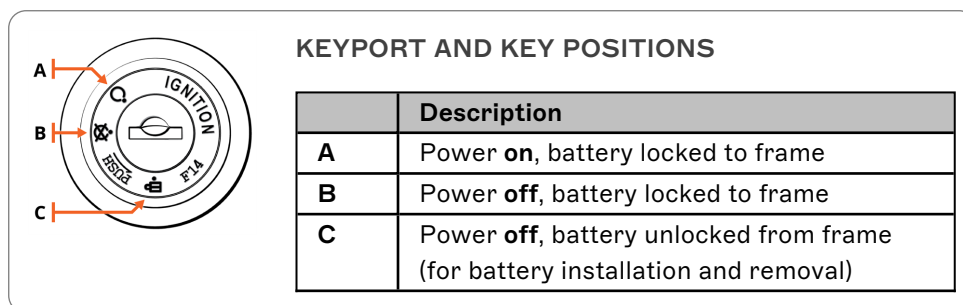 KEYPORT AND KEY POSITIONS
A
B
C
IGNITION
PUSH
F14
Description
A Power on, battery locked to frame
B Power off, battery locked to frame
C Power off, battery unlocked from frame
(for battery installation and removal)